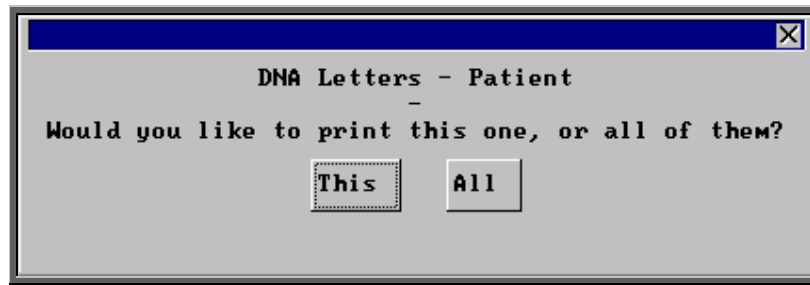 DNA Letters - Patient
-
Would you like to print this one, or all of them?
This All